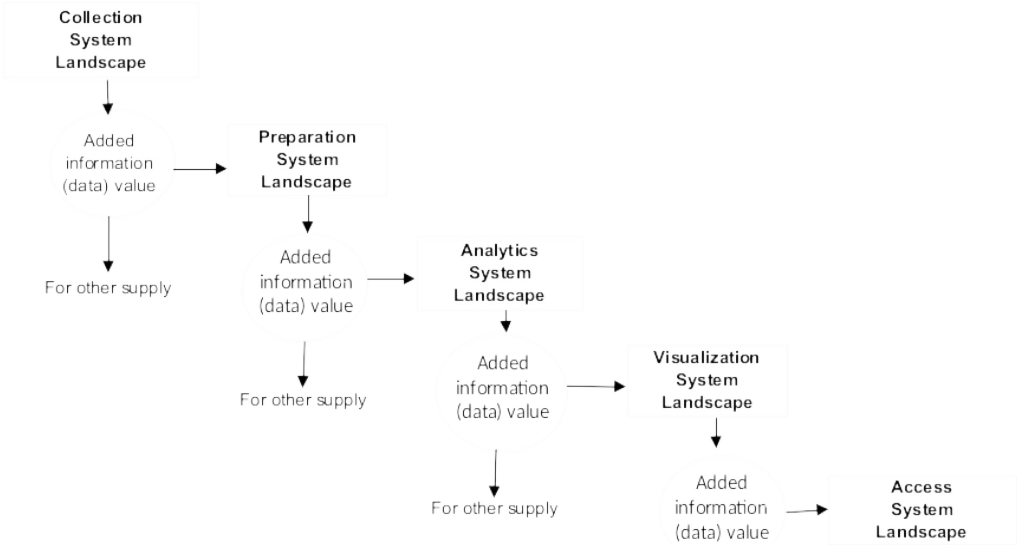 Collection
System
Landscape
Added
information
(data) value
For other supply
Preparation
System
Landscape
Added
information
(data) value
For other supply
Analytics
System
Landscape
Added
information
(data) value
For other supply
Visualization
System
Landscape
Added
information
(data) value
Access
System
Landscape